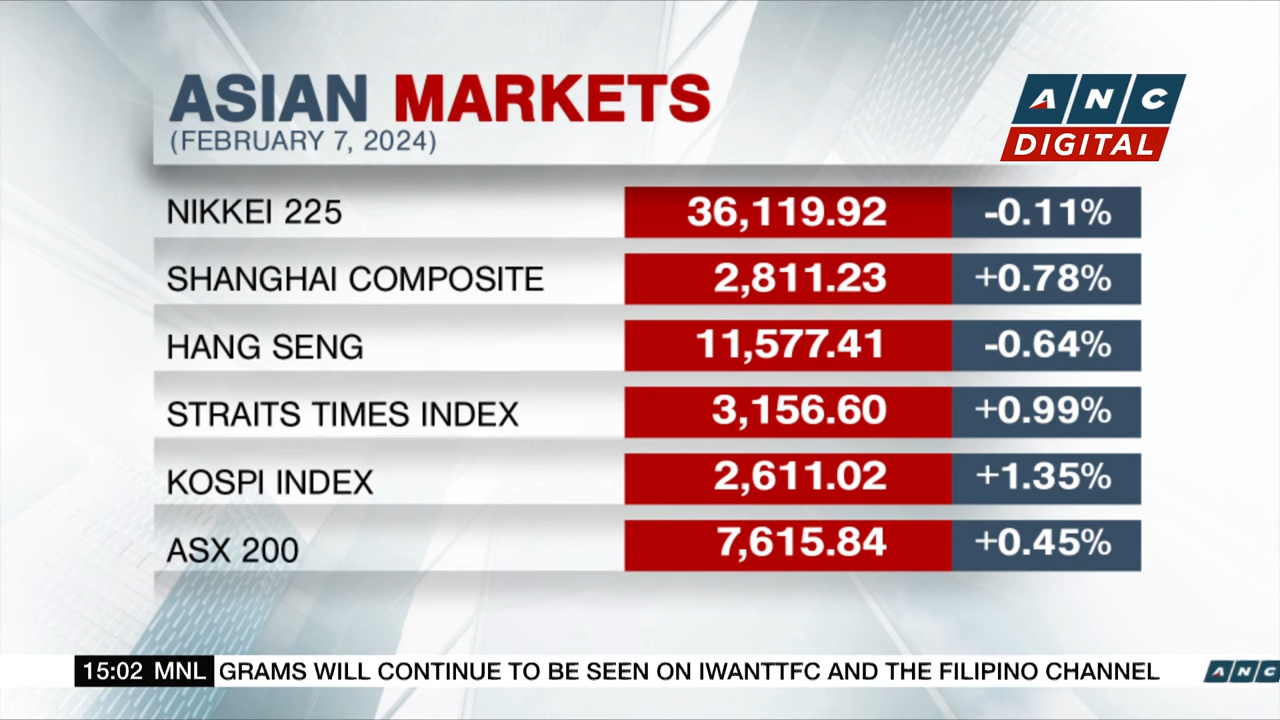 ASIAN MARKETS
(FEBRUARY 7, 2024)
ANC
DIGITAL
NIKKEI 225 36,119.92 -0.11%
SHANGHAI COMPOSITE 2,811.23 +0.78%
HANG SENG 11,577.41 -0.64%
STRAITS TIMES INDEX 3,156.60 +0.99%
KOSPI INDEX 2,611.02 +1.35%
ASX 200 7,615.84 +0.45%
15:02 MNL GRAMS WILL CONTINUE TO BE SEEN ON IWANTTFC AND THE FILIPINO CHANNEL ANC